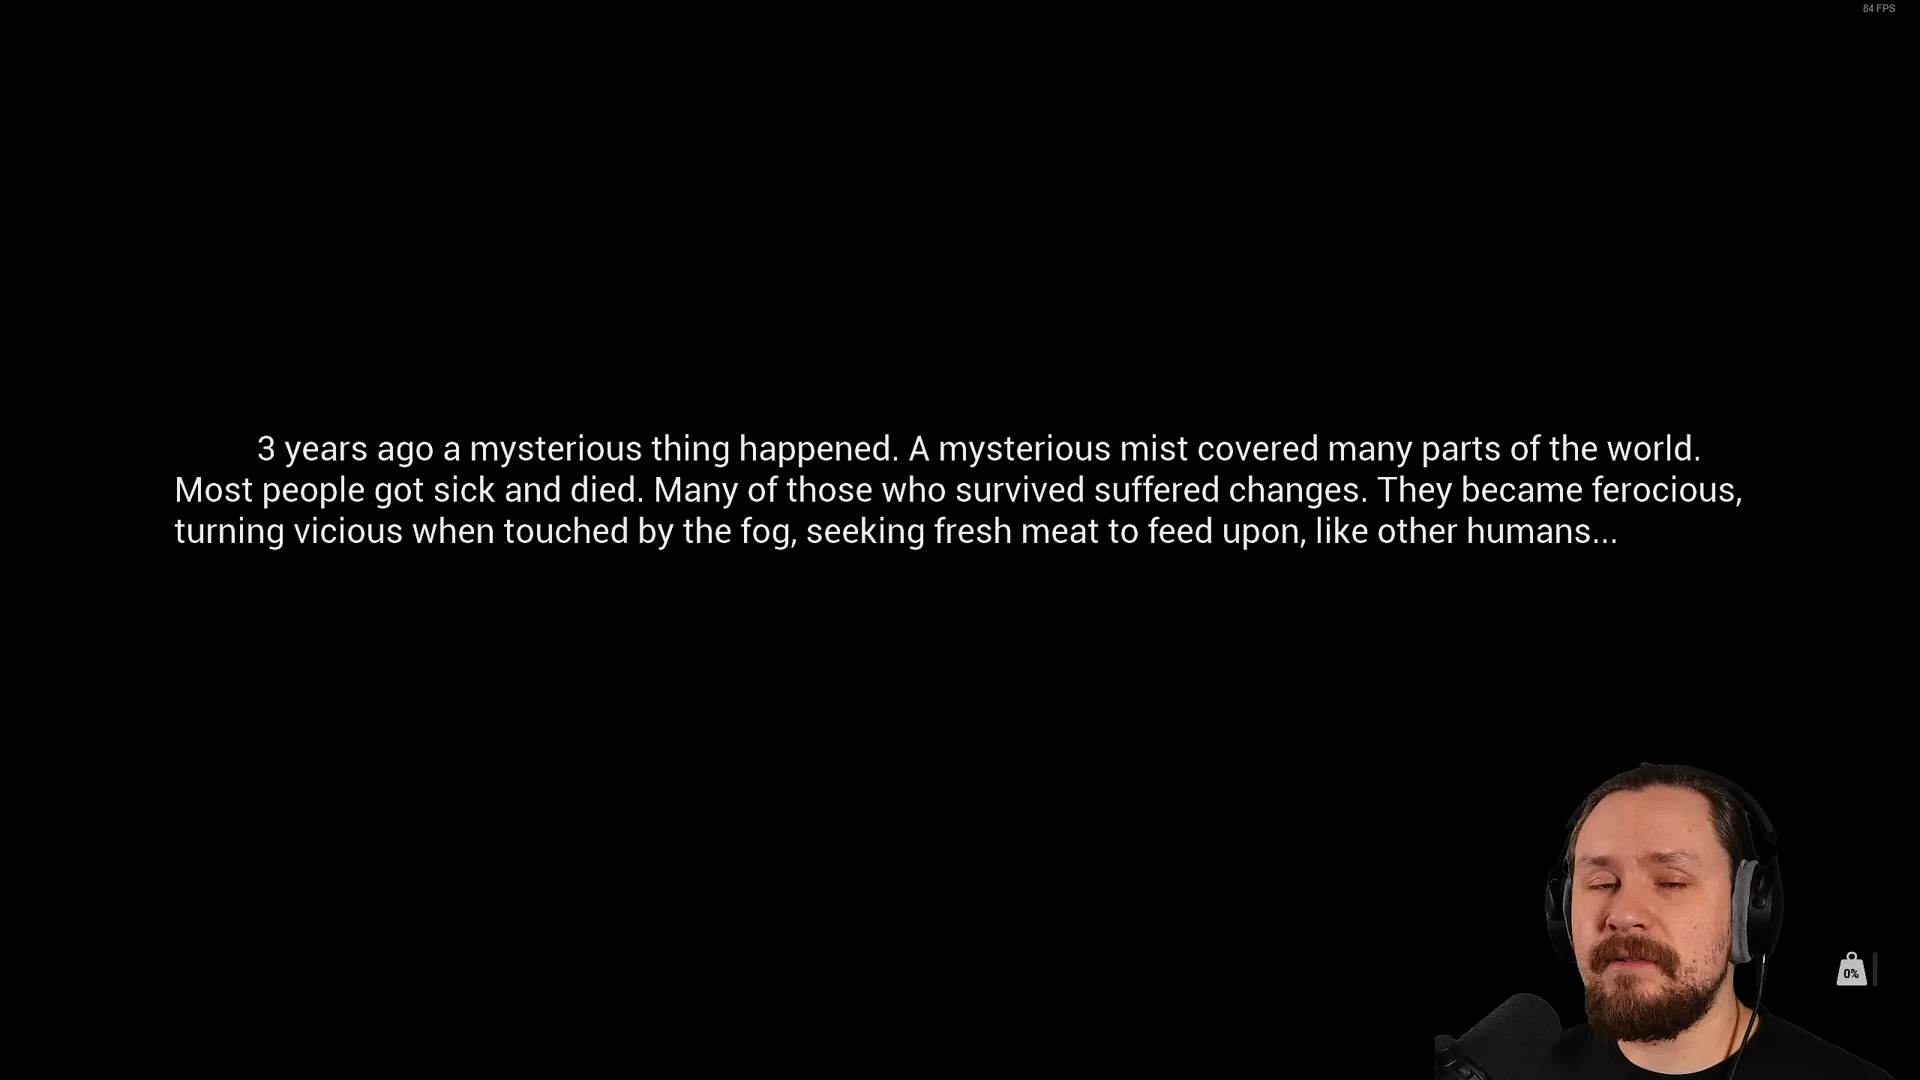 84 FPS
3 years ago a mysterious thing happened. A mysterious mist covered many parts of the world.
Most people got sick and died. Many of those who survived suffered changes. They became ferocious,
turning vicious when touched by the fog, seeking fresh meat to feed upon, like other humans...
0%